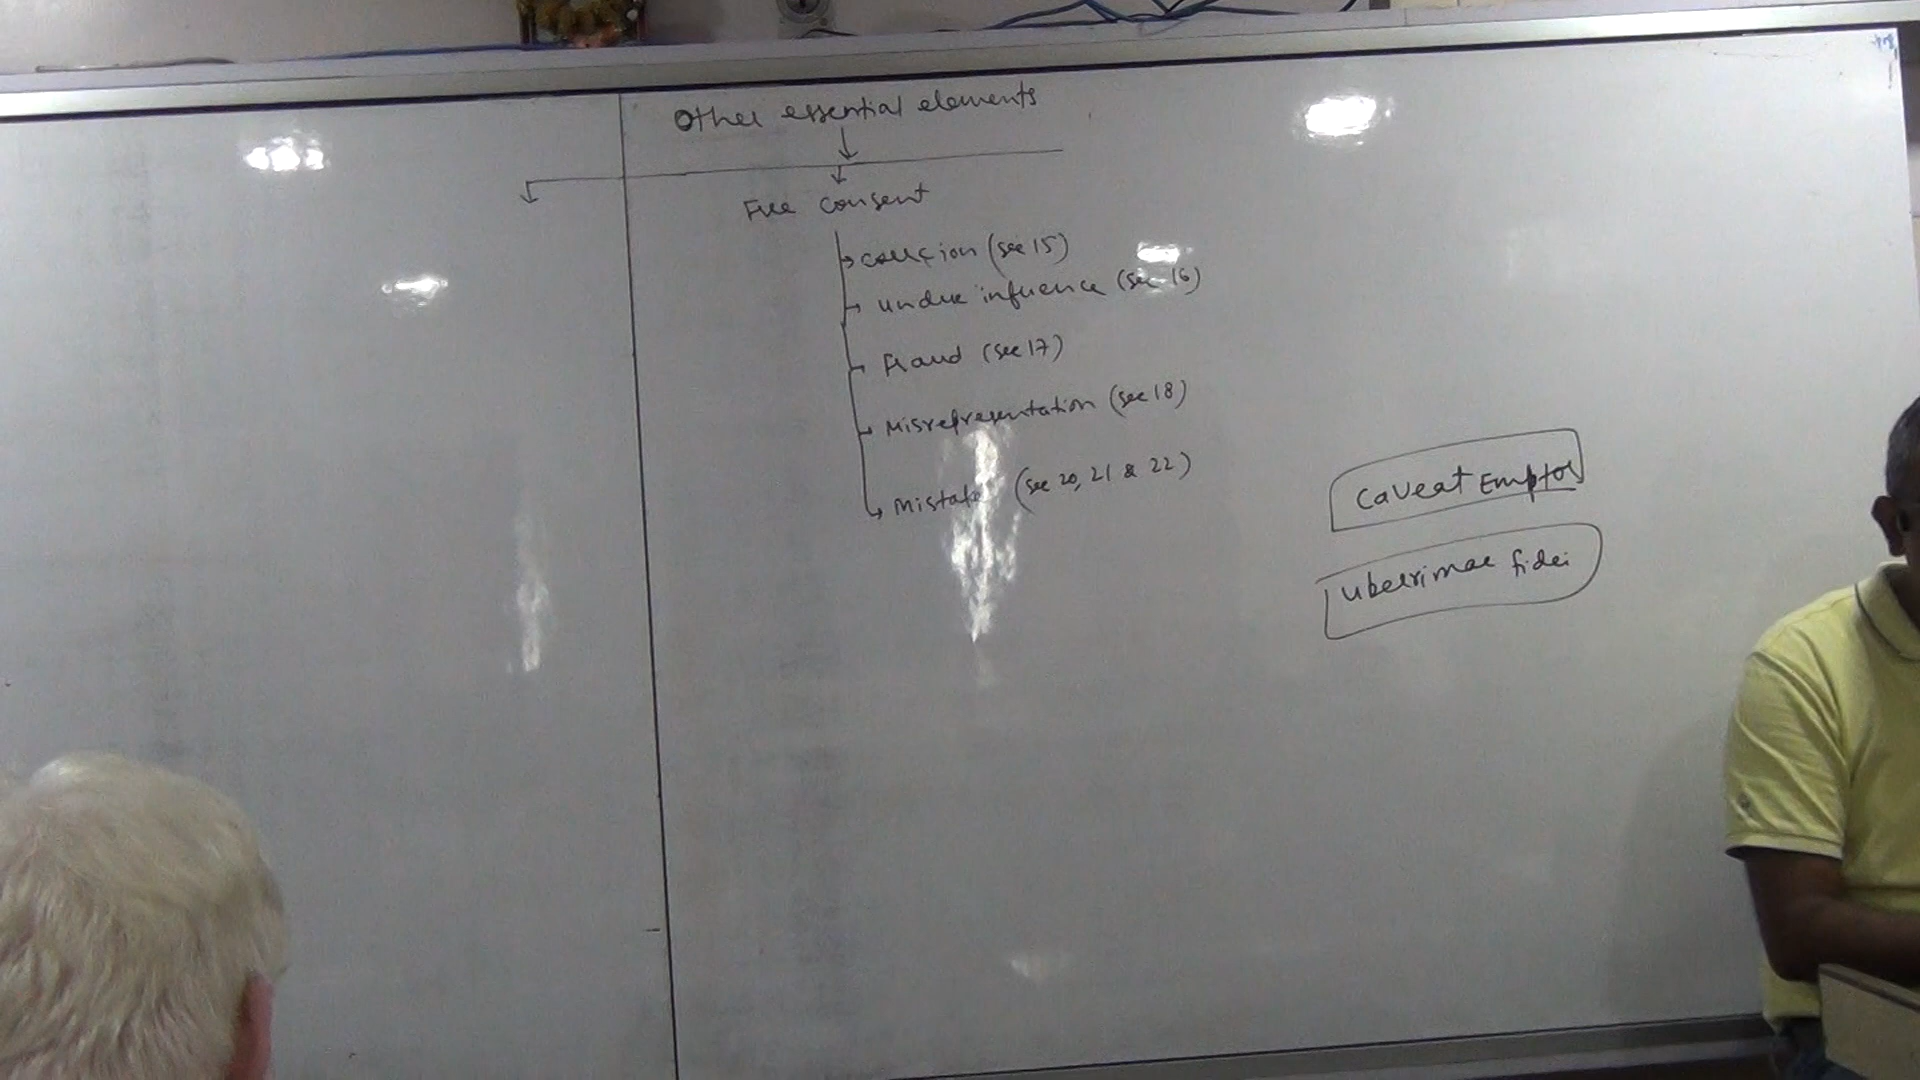 Other essential elements
Free consent
coercion (sec 15)
undue influence (sec 16)
Fraud (sec 17)
Misrepresentation (sec 18)
Mistake (sec 20, 21 & 22)
Caveat Emptor
uberrimae fidei